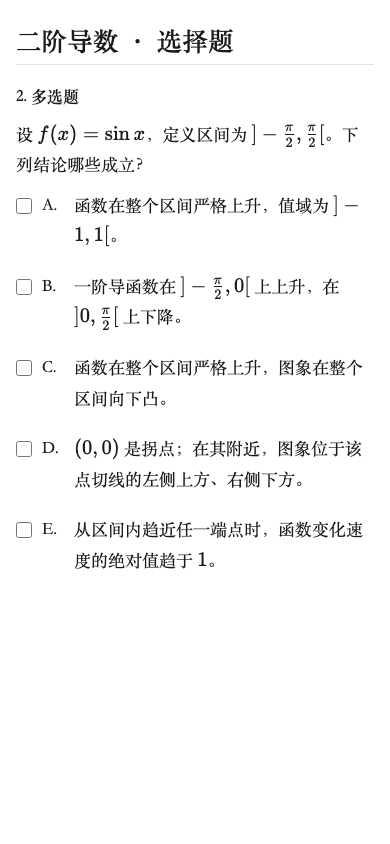 二阶导数 · 选择题
2. 多选题
设 f(x) = sin x，定义区间为 ] − π/2, π/2 [。下
列结论哪些成立?
A. 函数在整个区间严格上升，值域为 ] −
1, 1[。
B. 一阶导函数在 ] − π/2, 0[ 上上升，在
]0, π/2 [ 上下降。
C. 函数在整个区间严格上升，图象在整个
区间向下凸。
D. (0, 0) 是拐点；在其附近，图象位于该
点切线的左侧上方、右侧下方。
E. 从区间内趋近任一端点时，函数变化速
度的绝对值趋于 1。